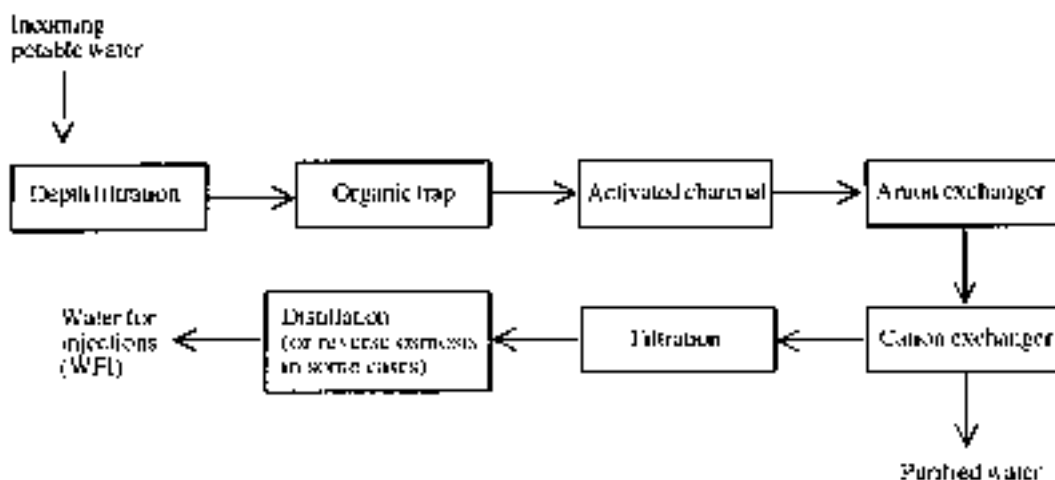 Incoming
potable water
Depth filtration
Organic trap
Activated charcoal
Anion exchanger
Water for
injections
(WFI)
Distillation
(or reverse osmosis
in some cases)
Filtration
Cation exchanger
Purified water